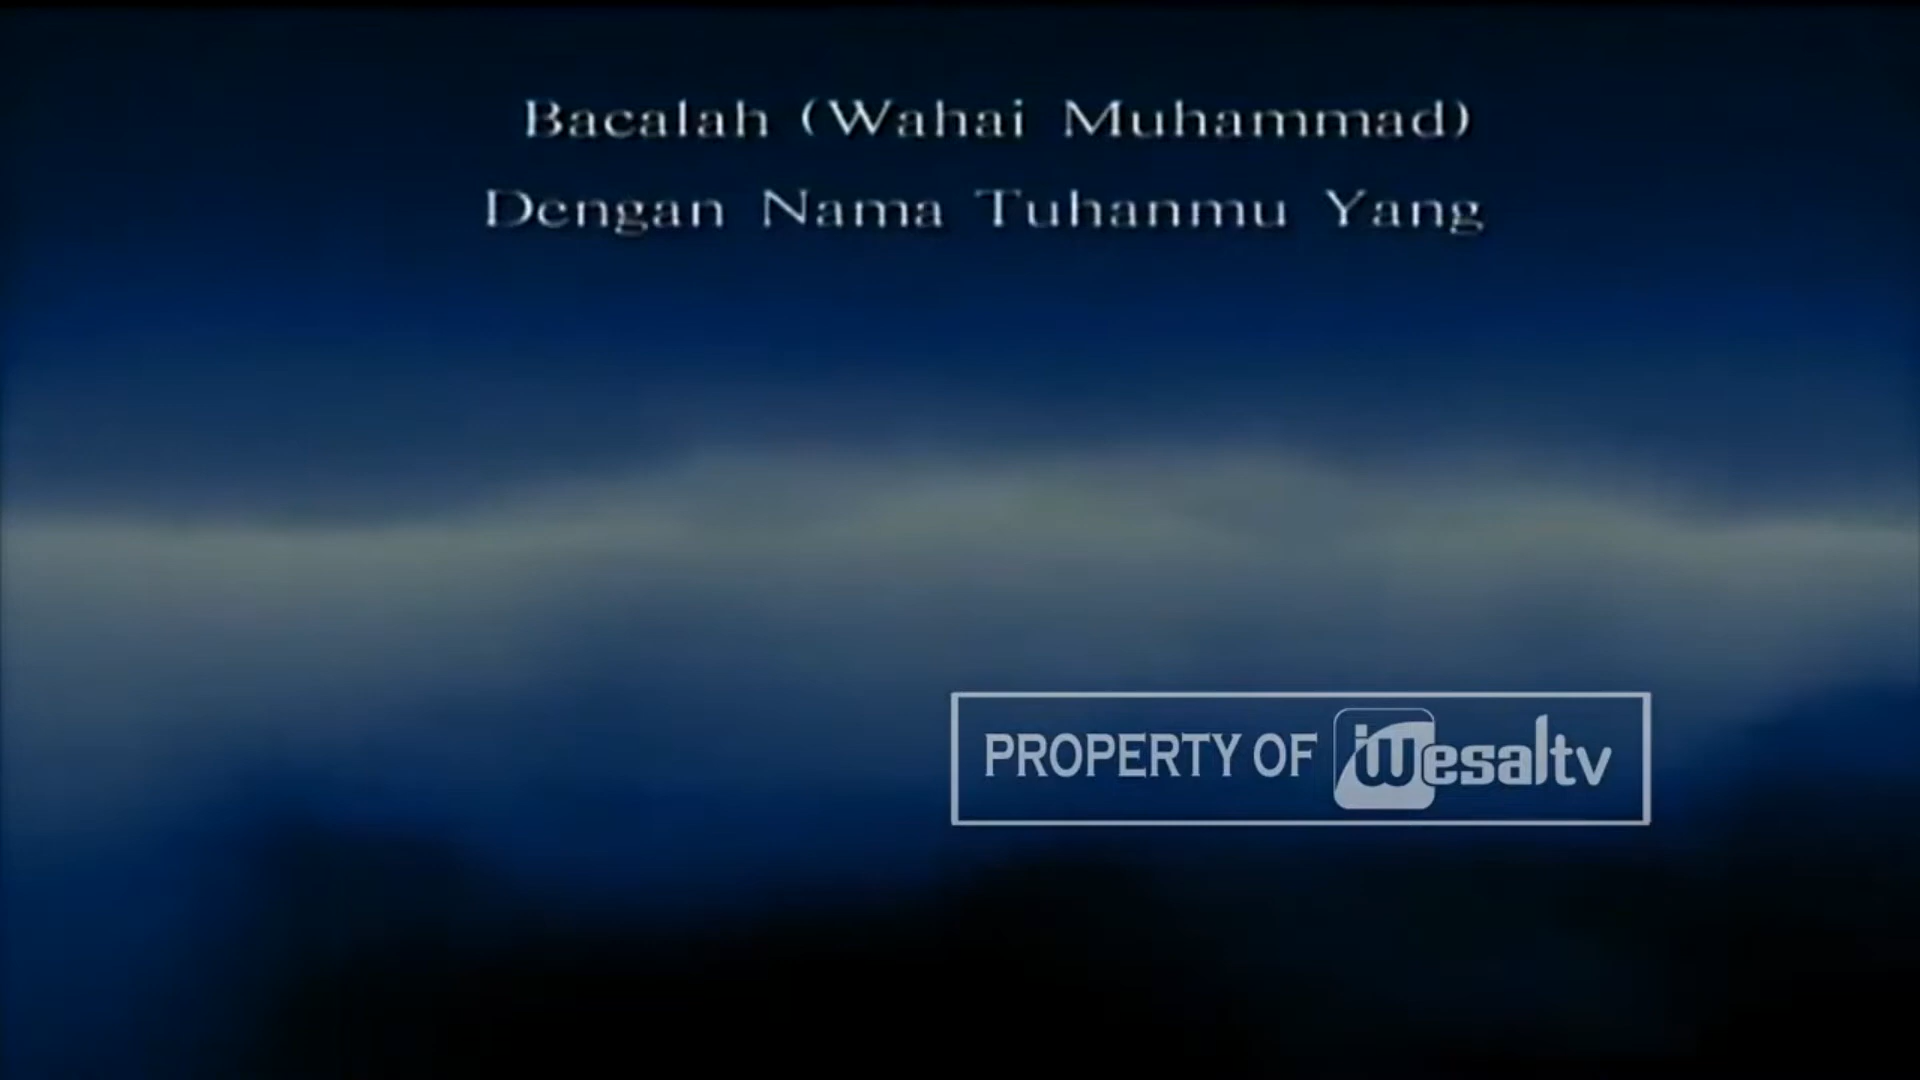 Bacalah (Wahai Muhammad)
Dengan Nama Tuhanmu Yang
PROPERTY OF iWesaltv